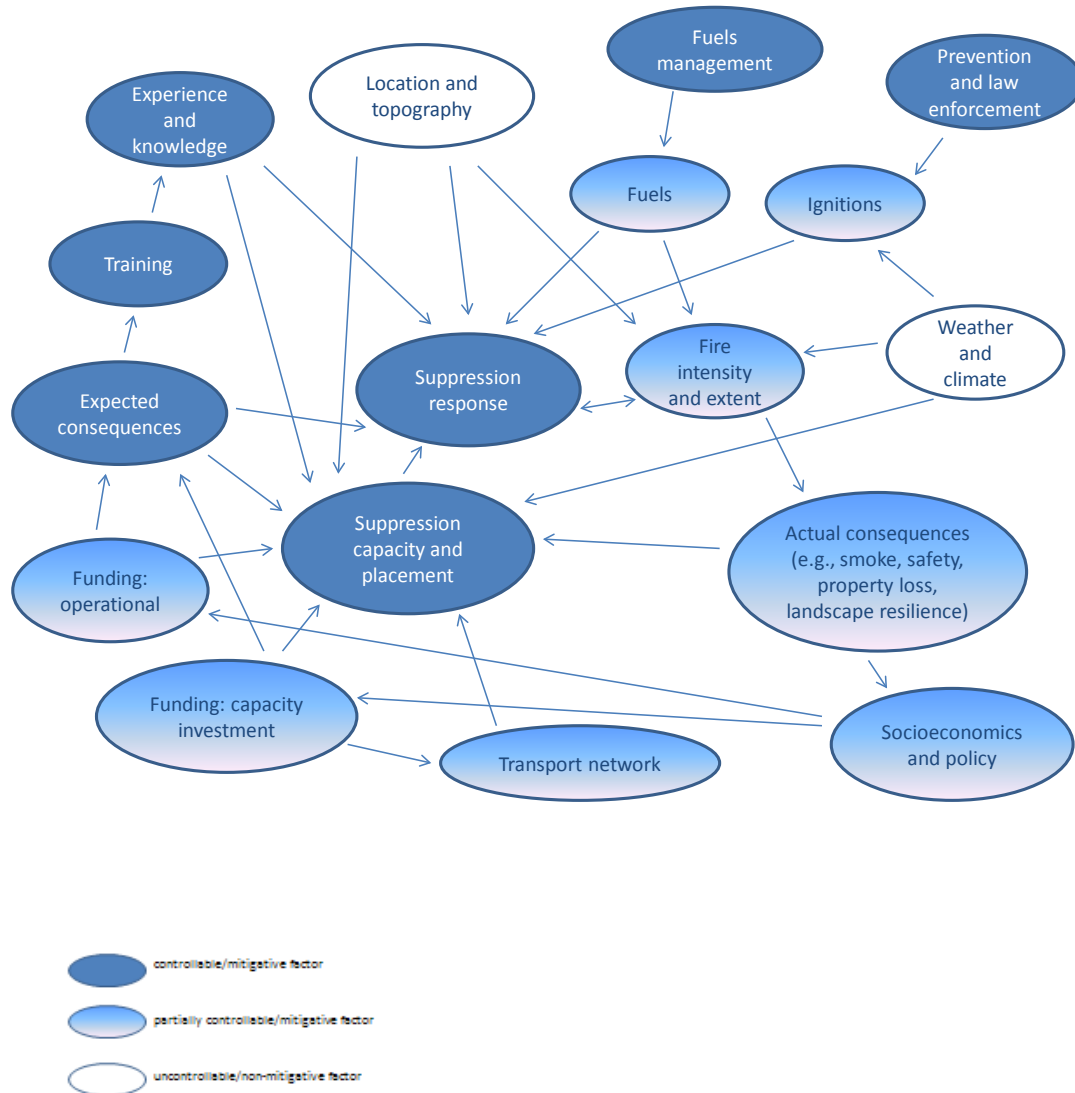 Fuels
management
Prevention
and law
enforcement
Experience
and
knowledge
Location and
topography
Fuels
Ignitions
Training
Weather
and
climate
Fire
intensity
and extent
Suppression
response
Expected
consequences
Suppression
capacity and
placement
Actual consequences
(e.g., smoke, safety,
property loss,
landscape resilience)
Funding:
operational
Funding: capacity
investment
Transport network
Socioeconomics
and policy
controllable/mitigative factor
partially controllable/mitigative factor
uncontrollable/non-mitigative factor